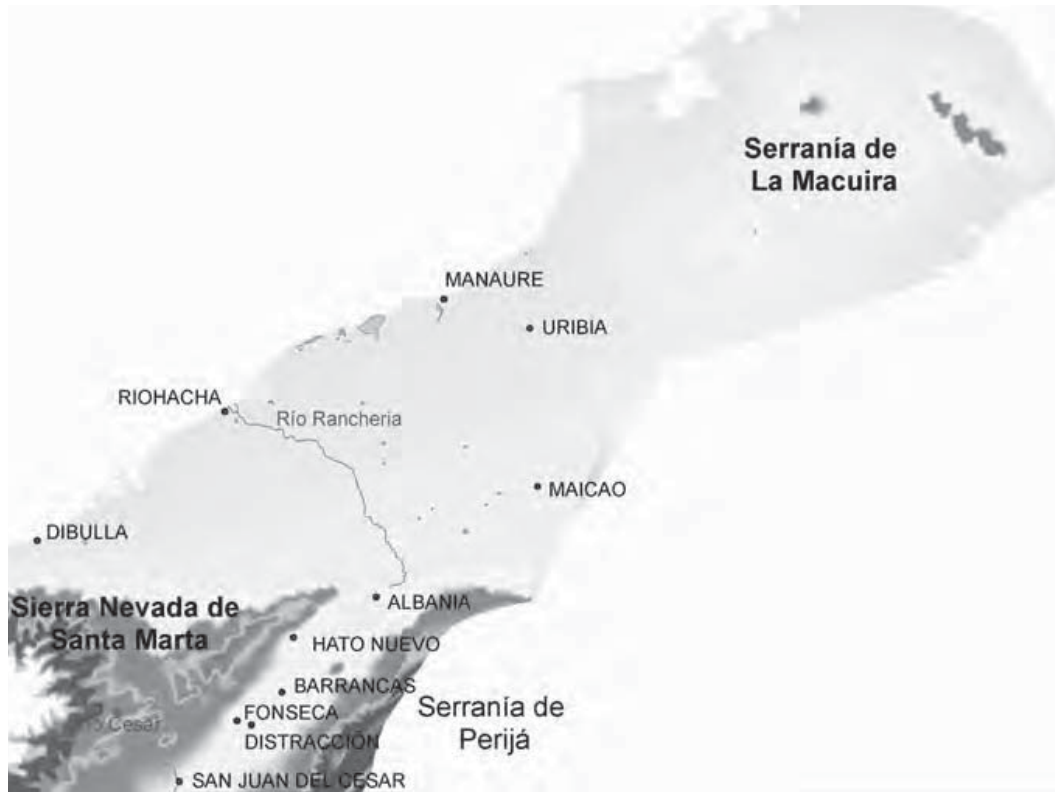 Serranía de
La Macuira
MANAURE
URIBIA
RIOHACHA
Río Rancheria
MAICAO
DIBULLA
ALBANIA
Sierra Nevada de
Santa Marta
HATO NUEVO
BARRANCAS
Serranía de
Perijá
FONSECA
Cesar
DISTRACCIÓN
SAN JUAN DEL CESAR